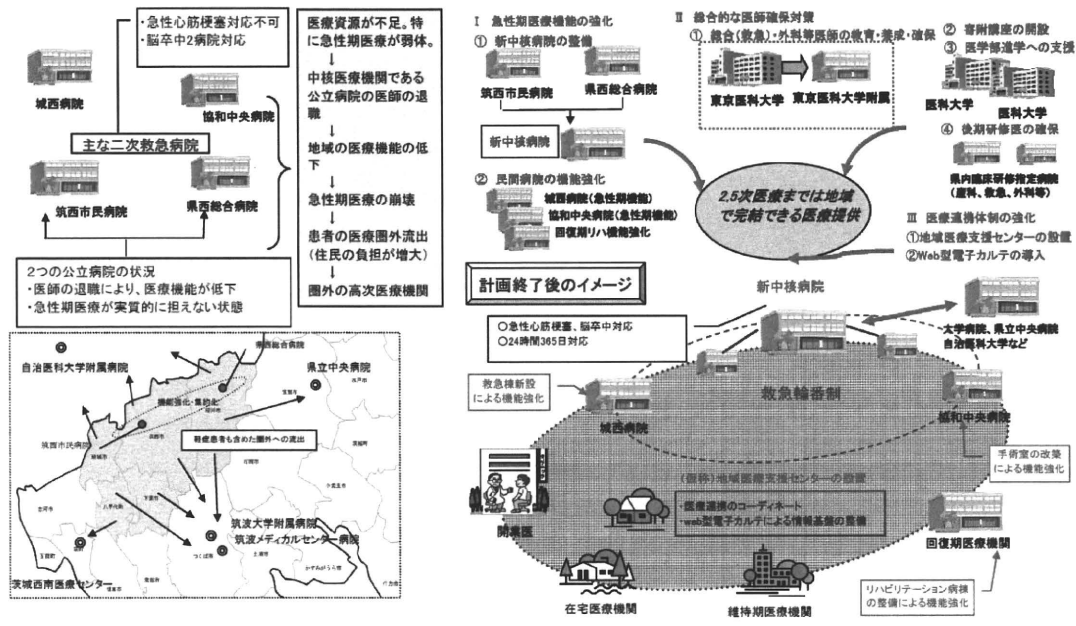 ・急性心筋梗塞対応不可
・脳卒中2病院対応
城西病院
協和中央病院
主な二次救急病院
筑西市民病院
県西総合病院
2つの公立病院の状況
・医師の退職により、医療機能が低下
・急性期医療が実質的に担えない状態
医療資源が不足。特
に急性期医療が弱体。
↓
中核医療機関である
公立病院の医師の退
職
↓
地域の医療機能の低
下
↓
急性期医療の崩壊
↓
患者の医療圏外流出
(住民の負担が増大)
↓
圏外の高次医療機関
自治医科大学附属病院
県西総合病院
県立中央病院
機能強化・集約化
筑西市民病院
軽症患者も含めた圏外への流出
筑波大学附属病院
筑波メディカルセンター病院
つくば市
茨城西南医療センター
Ⅰ 急性期医療機能の強化
① 新中核病院の整備
筑西市民病院
県西総合病院
新中核病院
② 民間病院の機能強化
城西病院(急性期機能)
協和中央病院(急性期機能)
回復期リハ機能強化
Ⅱ 総合的な医師確保対策
① 総合(救急)・外科等医師の教育・養成・確保
東京医科大学
東京医科大学附属
② 寄附講座の開設
③ 医学部進学への支援
医科大学
医科大学
④ 後期研修医の確保
県内臨床研修指定病院
(産科、救急、外科等)
2.5次医療までは地域
で完結できる医療提供
Ⅲ 医療連携体制の強化
①地域医療支援センターの設置
②Web型電子カルテの導入
計画終了後のイメージ
新中核病院
○急性心筋梗塞、脳卒中対応
○24時間365日対応
大学病院、県立中央病院
自治医科大学など
救急棟新設
による機能強化
救急輪番制
城西病院
協和中央病院
手術室の改築
による機能強化
開業医
(仮称)地域医療支援センターの設置
・医療連携のコーディネート
・web型電子カルテによる情報基盤の整備
回復期医療機関
在宅医療機関
維持期医療機関
リハビリテーション病棟
の整備による機能強化